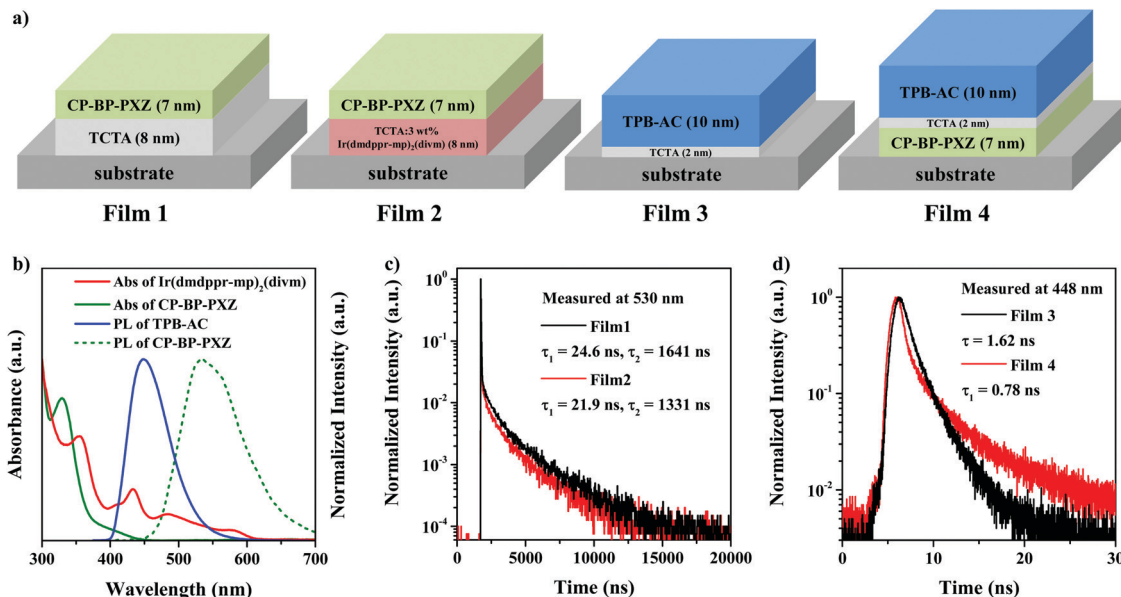 a)
CP-BP-PXZ (7 nm)
TCTA (8 nm)
substrate
Film 1
CP-BP-PXZ (7 nm)
TCTA:3 wt%
Ir(dmdppr-mp)₂(divm) (8 nm)
substrate
Film 2
TPB-AC (10 nm)
TCTA (2 nm)
substrate
Film 3
TPB-AC (10 nm)
TCTA (2 nm)
CP-BP-PXZ (7 nm)
substrate
Film 4
b)
Abs of Ir(dmdppr-mp)₂(divm)
Abs of CP-BP-PXZ
PL of TPB-AC
PL of CP-BP-PXZ
Absorbance (a.u.)
Normalized Intensity (a.u.)
300 400 500 600 700
Wavelength (nm)
c)
Measured at 530 nm
Film1
τ₁ = 24.6 ns, τ₂ = 1641 ns
Film2
τ₁ = 21.9 ns, τ₂ = 1331 ns
Normalized Intensity (a.u.)
10⁰
10⁻¹
10⁻²
10⁻³
10⁻⁴
0 5000 10000 15000 20000
Time (ns)
d)
Measured at 448 nm
Film 3
τ = 1.62 ns
Film 4
τ₁ = 0.78 ns
Normalized Intensity (a.u.)
10⁰
10⁻¹
10⁻²
0 10 20 30
Time (ns)